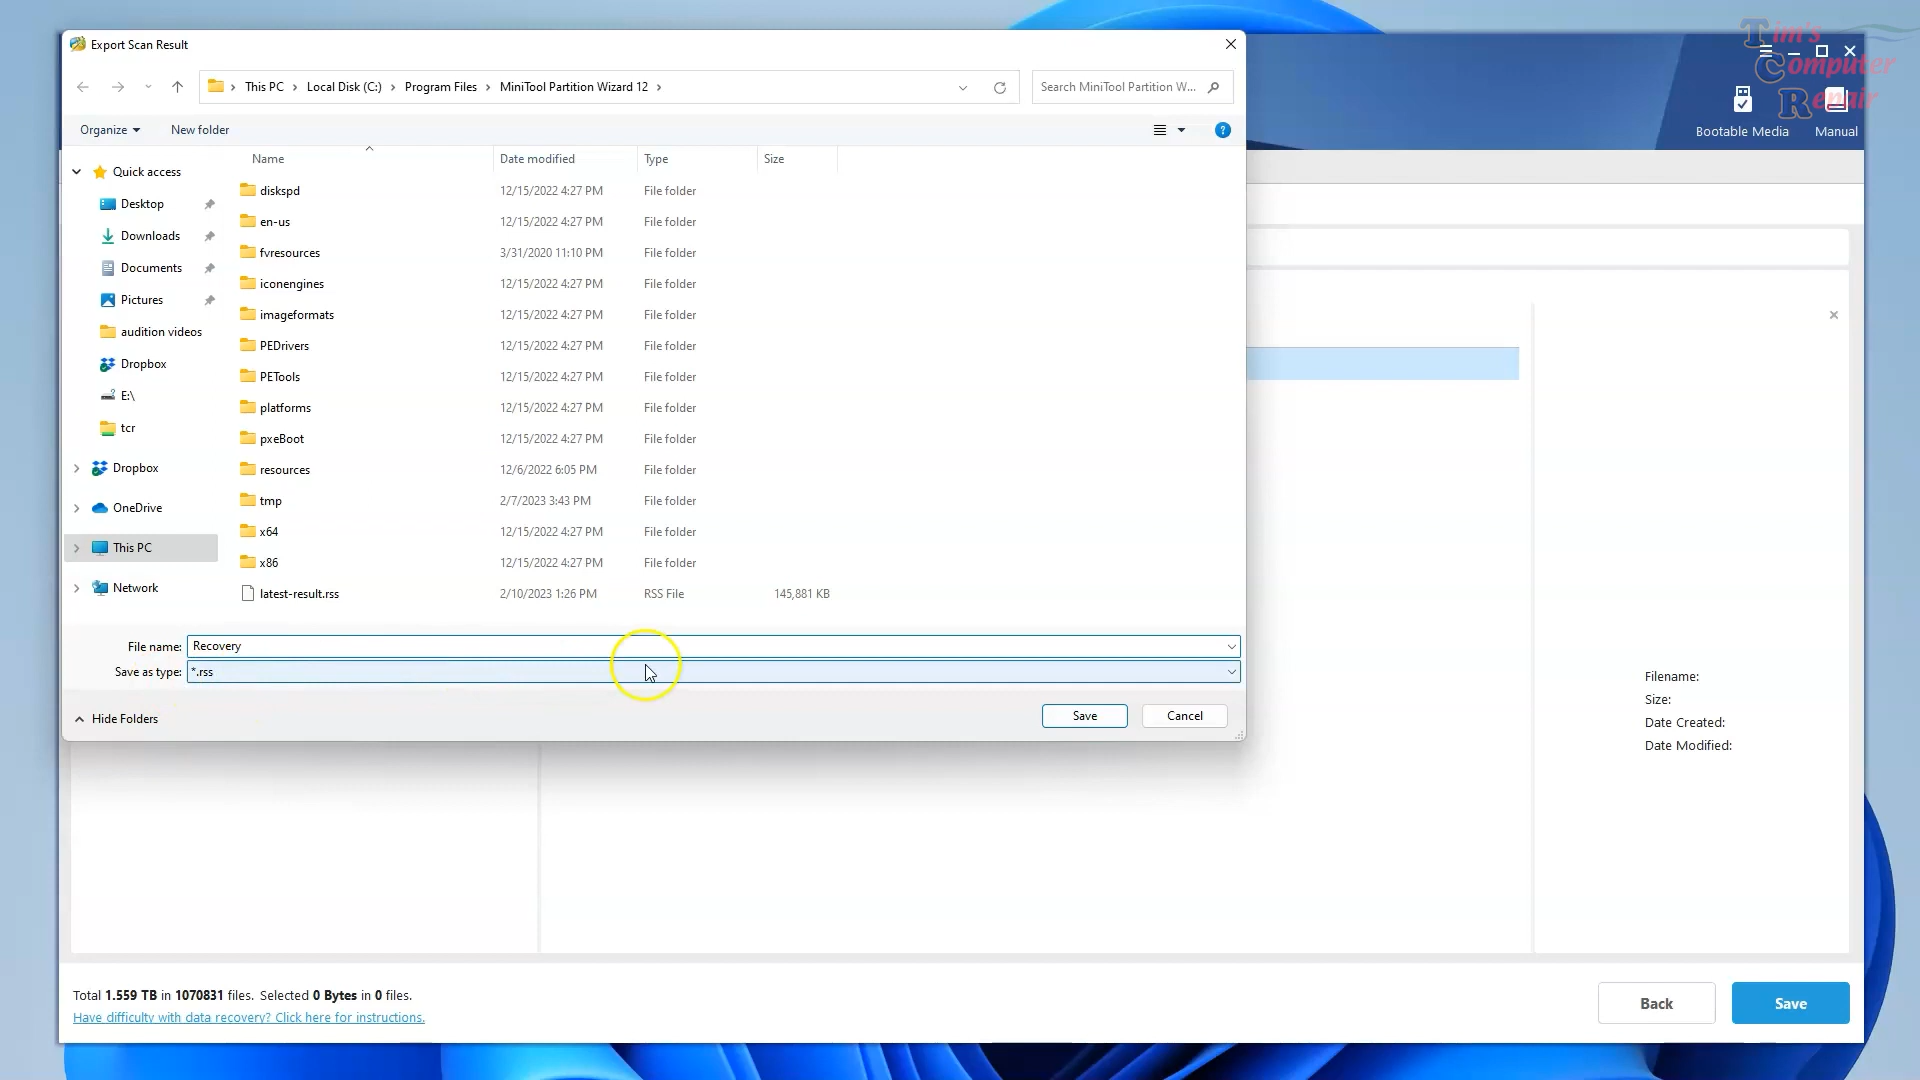 Export Scan Result
This PC
Local Disk (C:)
Program Files
MiniTool Partition Wizard 12
Search MiniTool Partition W...
Tim's
Computer
Repair
Bootable Media
Manual
Organize
New folder
Name
Date modified
Type
Size
Quick access
Desktop
Downloads
Documents
Pictures
audition videos
Dropbox
E:\
tcr
Dropbox
OneDrive
This PC
Network
diskspd 12/15/2022 4:27 PM File folder
en-us 12/15/2022 4:27 PM File folder
fvresources 3/31/2020 11:10 PM File folder
iconengines 12/15/2022 4:27 PM File folder
imageformats 12/15/2022 4:27 PM File folder
PEDrivers 12/15/2022 4:27 PM File folder
PETools 12/15/2022 4:27 PM File folder
platforms 12/15/2022 4:27 PM File folder
pxeBoot 12/15/2022 4:27 PM File folder
resources 12/6/2022 6:05 PM File folder
tmp 2/7/2023 3:43 PM File folder
x64 12/15/2022 4:27 PM File folder
x86 12/15/2022 4:27 PM File folder
latest-result.rss 2/10/2023 1:26 PM RSS File 145,881 KB
File name: Recovery
Save as type: *.rss
Hide Folders
Save
Cancel
Filename:
Size:
Date Created:
Date Modified:
Total 1.559 TB in 1070831 files. Selected 0 Bytes in 0 files.
Have difficulty with data recovery? Click here for instructions.
Back
Save